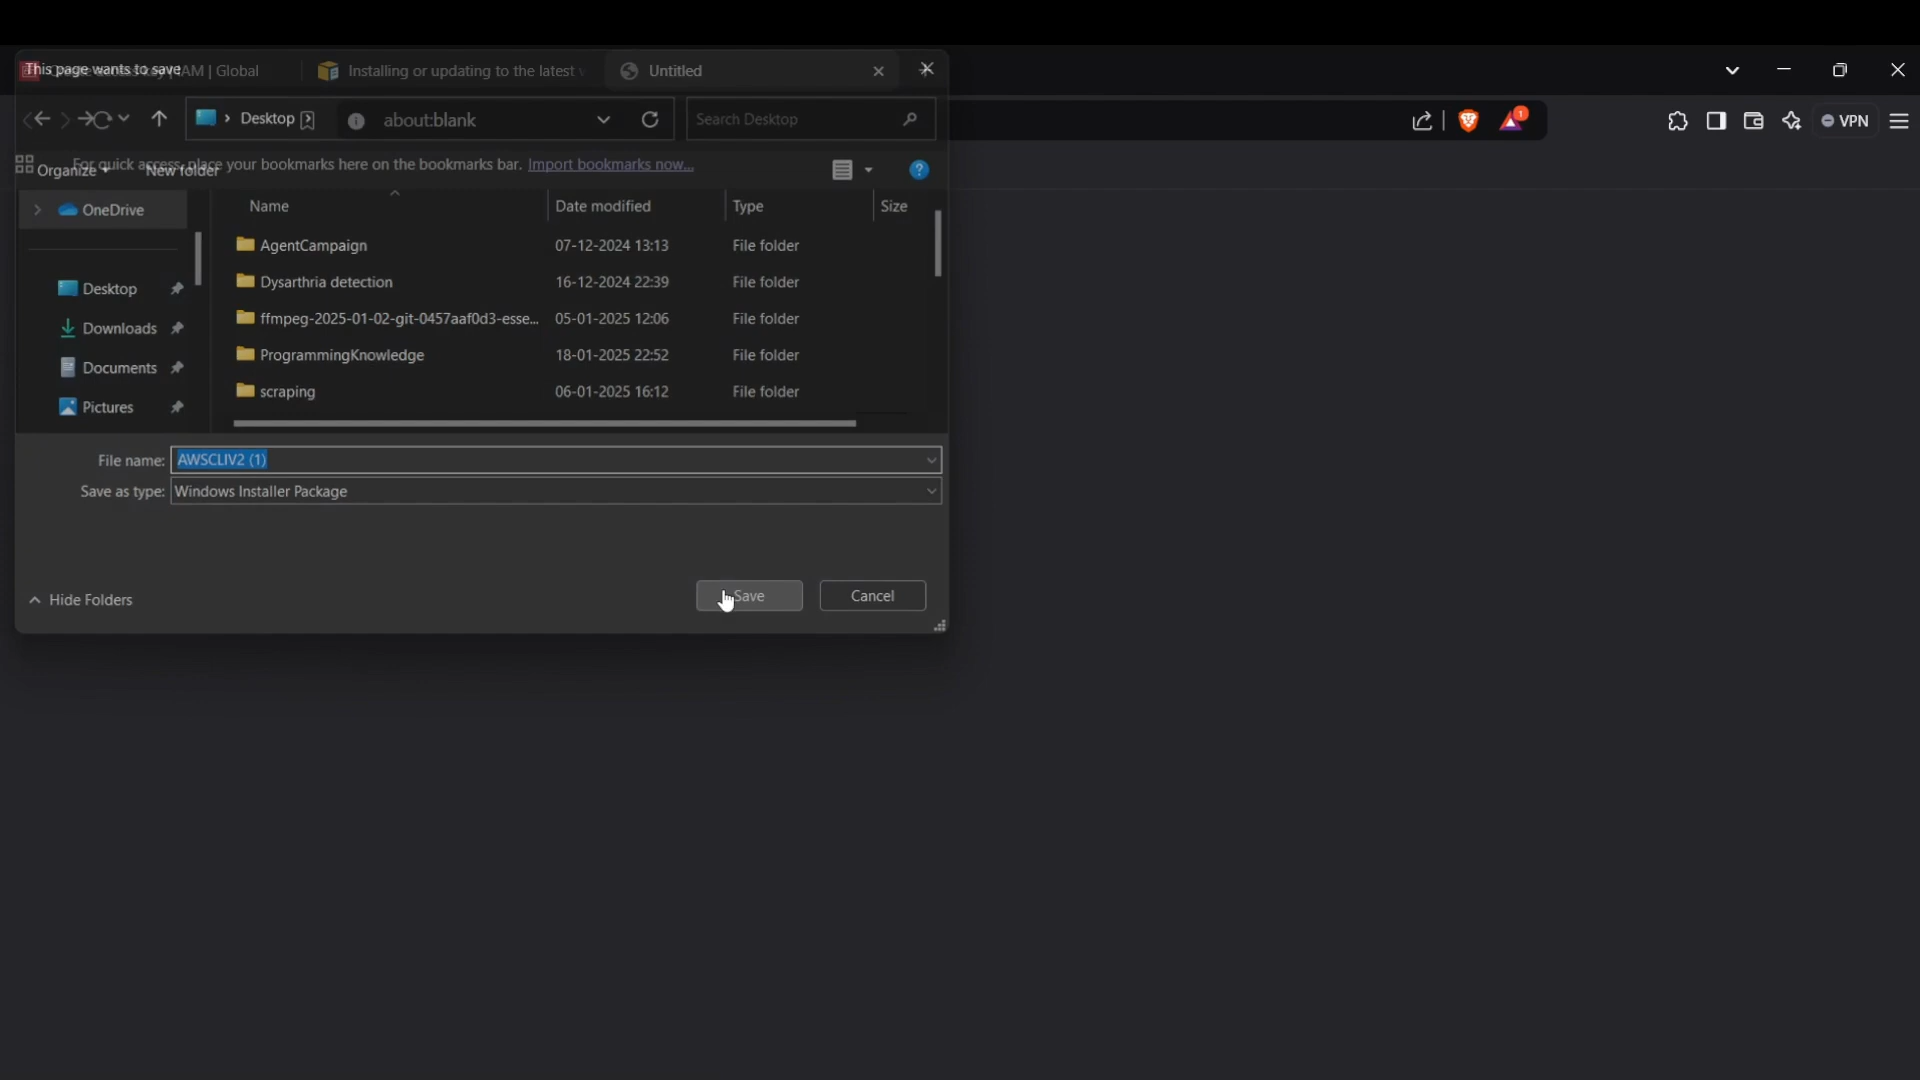 This page wants to save
AM | Global
Installing or updating to the latest v
Untitled
Desktop
about:blank
Search Desktop
1
VPN
For quick access, place your bookmarks here on the bookmarks bar. Import bookmarks now...
Organize
New folder
OneDrive
Name
Date modified
Type
Size
AgentCampaign 07-12-2024 13:13 File folder
Dysarthria detection 16-12-2024 22:39 File folder
Desktop
ffmpeg-2025-01-02-git-0457aaf0d3-esse... 05-01-2025 12:06 File folder
Downloads
ProgrammingKnowledge 18-01-2025 22:52 File folder
Documents
scraping 06-01-2025 16:12 File folder
Pictures
File name: AWSCLIV2 (1)
Save as type: Windows Installer Package
Hide Folders
Save
Cancel